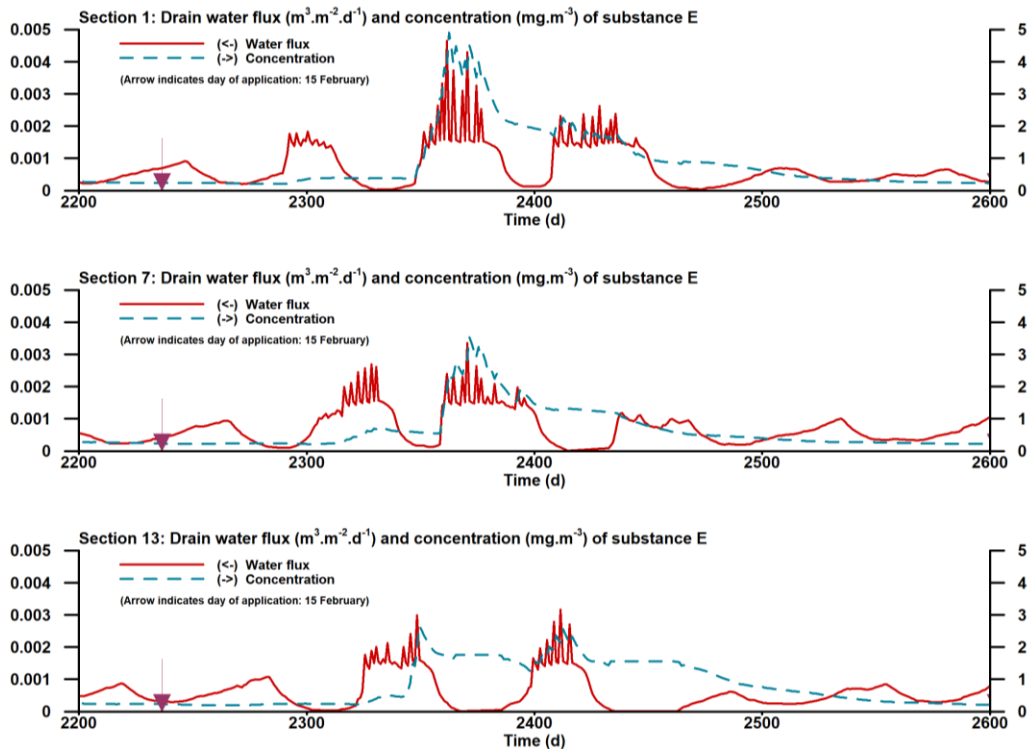 Section 1: Drain water flux (m³.m⁻².d⁻¹) and concentration (mg.m⁻³) of substance E
0.005 5
(<-) Water flux
(->) Concentration
0.004 4
(Arrow indicates day of application: 15 February)
0.003 3
0.002 2
0.001 1
0 0
2200 2300 2400 2500 2600
Time (d)
Section 7: Drain water flux (m³.m⁻².d⁻¹) and concentration (mg.m⁻³) of substance E
0.005 5
(<-) Water flux
(->) Concentration
0.004 4
(Arrow indicates day of application: 15 February)
0.003 3
0.002 2
0.001 1
0 0
2200 2300 2400 2500 2600
Time (d)
Section 13: Drain water flux (m³.m⁻².d⁻¹) and concentration (mg.m⁻³) of substance E
0.005 5
(<-) Water flux
(->) Concentration
0.004 4
(Arrow indicates day of application: 15 February)
0.003 3
0.002 2
0.001 1
0 0
2200 2300 2400 2500 2600
Time (d)